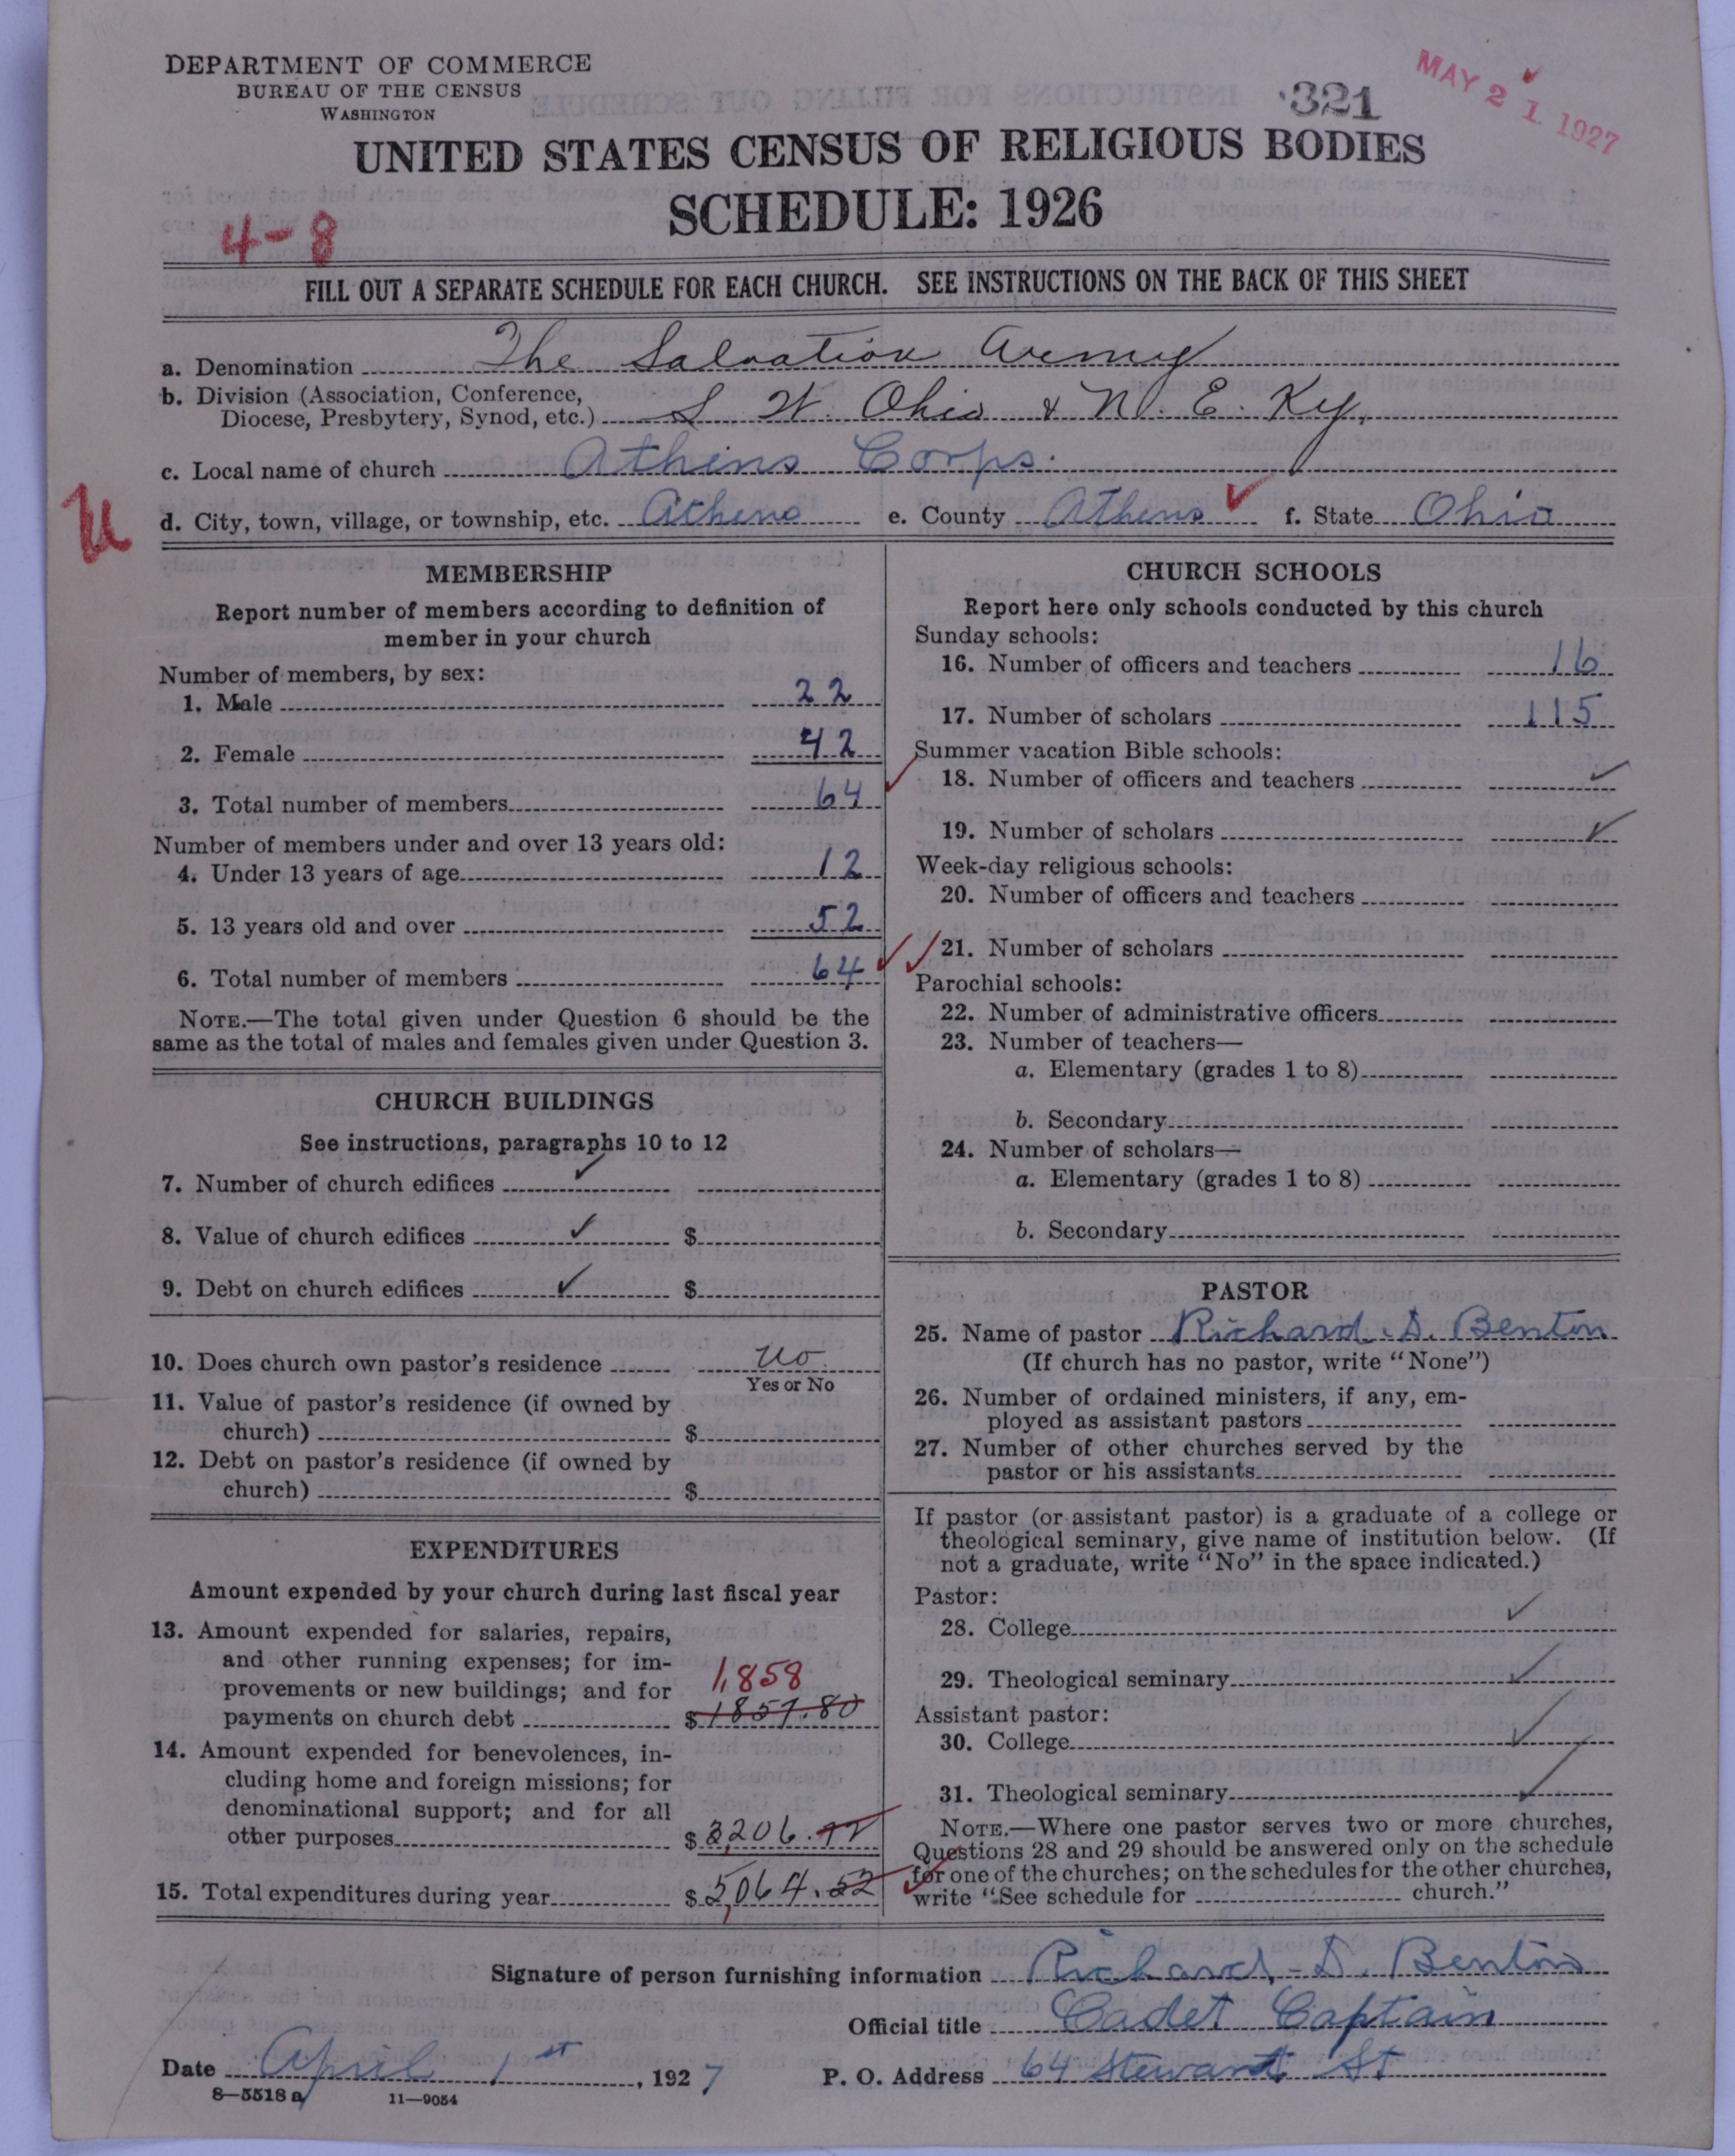 DEPARTMENT OF COMMERCE
BUREAU OF THE CENSUS
WASHINGTON
321
MAY 21 1927
UNITED STATES CENSUS OF RELIGIOUS BODIES
SCHEDULE: 1926
4-8
FILL OUT A SEPARATE SCHEDULE FOR EACH CHURCH. SEE INSTRUCTIONS ON THE BACK OF THIS SHEET
a. Denomination The Salvation Army
b. Division (Association, Conference,
Diocese, Presbytery, Synod, etc.) S. W. Ohio & N. E. Ky.
c. Local name of church Athens Corps.
d. City, town, village, or township, etc. Athens e. County Athens f. State Ohio
MEMBERSHIP
Report number of members according to definition of
member in your church
Number of members, by sex:
1. Male 22
2. Female 42
3. Total number of members 64
Number of members under and over 13 years old:
4. Under 13 years of age 12
5. 13 years old and over 52
6. Total number of members 64
NOTE.—The total given under Question 6 should be the
same as the total of males and females given under Question 3.
CHURCH BUILDINGS
See instructions, paragraphs 10 to 12
7. Number of church edifices
8. Value of church edifices $
9. Debt on church edifices $
10. Does church own pastor's residence no
Yes or No
11. Value of pastor's residence (if owned by
church) $
12. Debt on pastor's residence (if owned by
church) $
EXPENDITURES
Amount expended by your church during last fiscal year
13. Amount expended for salaries, repairs,
and other running expenses; for im-
provements or new buildings; and for 1,858
payments on church debt $ 1857.80
14. Amount expended for benevolences, in-
cluding home and foreign missions; for
denominational support; and for all
other purposes $ 3,206.72
15. Total expenditures during year $ 5,064.52
CHURCH SCHOOLS
Report here only schools conducted by this church
Sunday schools:
16. Number of officers and teachers 16
17. Number of scholars 115
Summer vacation Bible schools:
18. Number of officers and teachers
19. Number of scholars
Week-day religious schools:
20. Number of officers and teachers
21. Number of scholars
Parochial schools:
22. Number of administrative officers
23. Number of teachers—
a. Elementary (grades 1 to 8)
b. Secondary
24. Number of scholars—
a. Elementary (grades 1 to 8)
b. Secondary
PASTOR
25. Name of pastor Richard D. Benton
(If church has no pastor, write "None")
26. Number of ordained ministers, if any, em-
ployed as assistant pastors
27. Number of other churches served by the
pastor or his assistants
If pastor (or assistant pastor) is a graduate of a college or
theological seminary, give name of institution below. (If
not a graduate, write "No" in the space indicated.)
Pastor:
28. College
29. Theological seminary
Assistant pastor:
30. College
31. Theological seminary
NOTE.—Where one pastor serves two or more churches,
Questions 28 and 29 should be answered only on the schedule
for one of the churches; on the schedules for the other churches,
write "See schedule for church."
Signature of person furnishing information Richard D. Benton
Official title Cadet Captain
Date April 1st, 1927 P. O. Address 64 Stewart St
8—5518a 11—9054